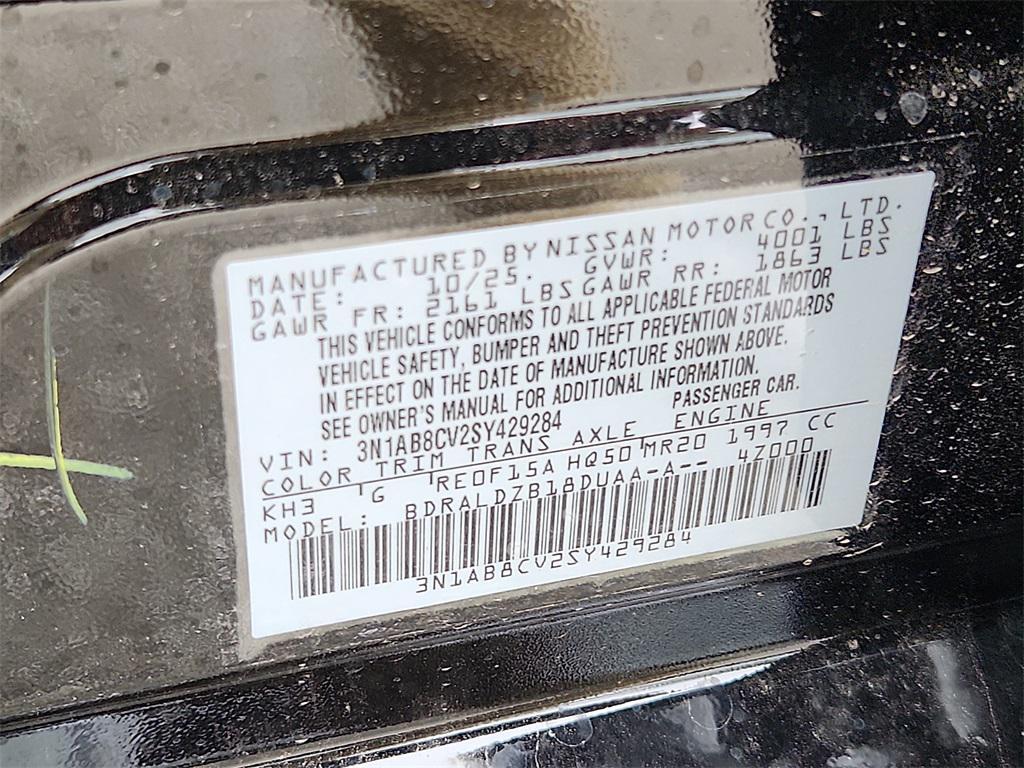 MANUFACTURED BY NISSAN MOTOR CO., LTD.
DATE: 10/25. GVWR: 4001 LBS
GAWR FR: 2161 LBS GAWR RR: 1863 LBS
THIS VEHICLE CONFORMS TO ALL APPLICABLE FEDERAL MOTOR
VEHICLE SAFETY, BUMPER AND THEFT PREVENTION STANDARDS
IN EFFECT ON THE DATE OF MANUFACTURE SHOWN ABOVE.
SEE OWNER'S MANUAL FOR ADDITIONAL INFORMATION.
VIN: 3N1AB8CV2SY429284 PASSENGER CAR.
COLOR TRIM TRANS AXLE ENGINE
KH3 G RE0F15A HQ50 MR20 1997 CC
MODEL: BDRALDZB18DUAA-A-- 4Z000
3N1AB8CV2SY429284